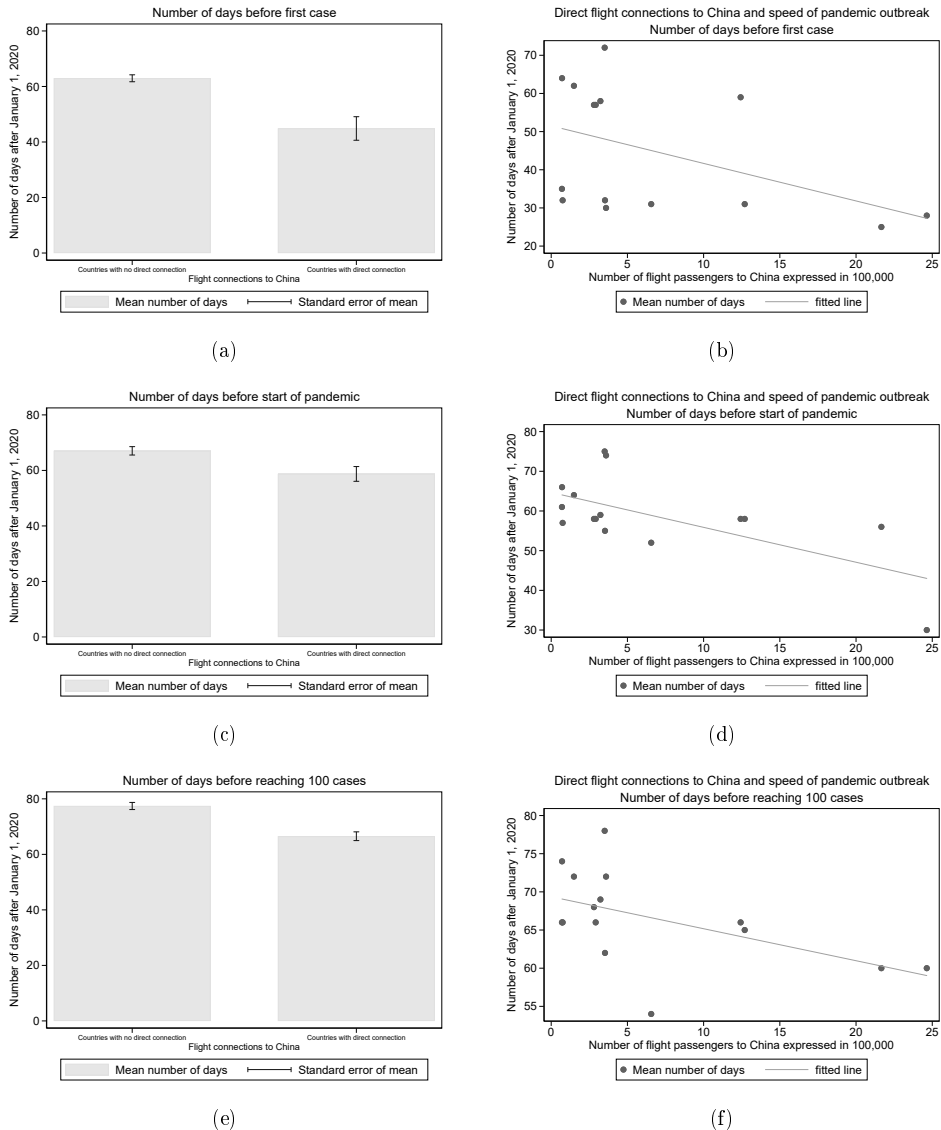 Number of days before first case
Number of days after January 1, 2020
80
60
40
20
0
Countries with no direct connection
Countries with direct connection
Flight connections to China
Mean number of days
Standard error of mean
(a)
Direct flight connections to China and speed of pandemic outbreak
Number of days before first case
Number of days after January 1, 2020
70
60
50
40
30
20
0 5 10 15 20 25
Number of flight passengers to China expressed in 100,000
Mean number of days
fitted line
(b)
Number of days before start of pandemic
Number of days after January 1, 2020
80
60
40
20
0
Countries with no direct connection
Countries with direct connection
Flight connections to China
Mean number of days
Standard error of mean
(c)
Direct flight connections to China and speed of pandemic outbreak
Number of days before start of pandemic
Number of days after January 1, 2020
80
70
60
50
40
30
0 5 10 15 20 25
Number of flight passengers to China expressed in 100,000
Mean number of days
fitted line
(d)
Number of days before reaching 100 cases
Number of days after January 1, 2020
80
60
40
20
0
Countries with no direct connection
Countries with direct connection
Flight connections to China
Mean number of days
Standard error of mean
(e)
Direct flight connections to China and speed of pandemic outbreak
Number of days before reaching 100 cases
Number of days after January 1, 2020
80
75
70
65
60
55
0 5 10 15 20 25
Number of flight passengers to China expressed in 100,000
Mean number of days
fitted line
(f)